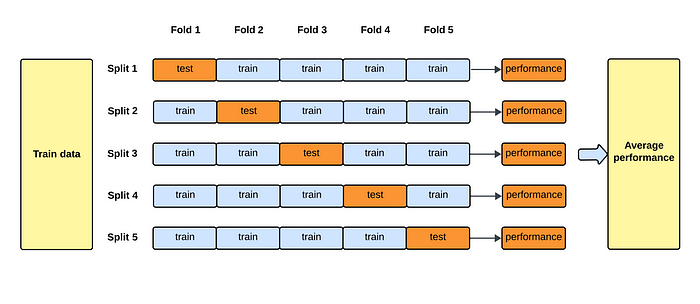 Fold 1 Fold 2 Fold 3 Fold 4 Fold 5
Train data
Split 1 test train train train train performance
Split 2 train test train train train performance
Split 3 train train test train train performance
Split 4 train train train test train performance
Split 5 train train train train test performance
Average
performance